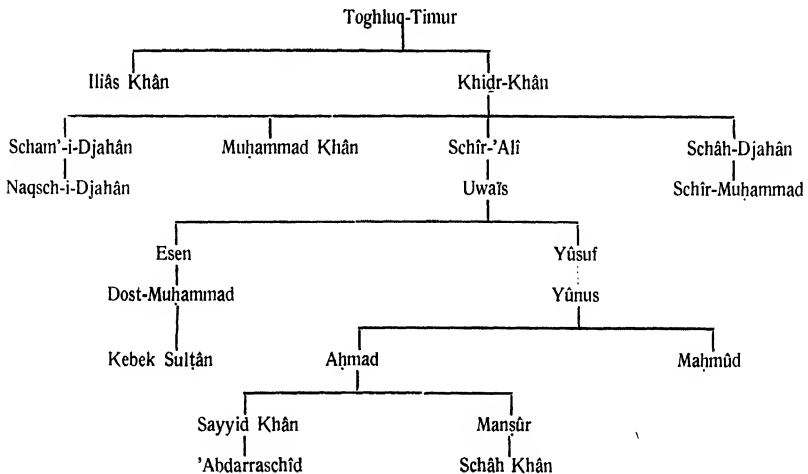 Toghluq-Timur
Iliâs Khân Khiḍr-Khân
Scham'-i-Djahân Muḥammad Khân Schîr-'Alî Schâh-Djahân
Naqsch-i-Djahân Uwaïs Schîr-Muḥammad
Esen Yûsuf
Dost-Muḥammad Yûnus
Kebek Sulṭân Aḥmad Maḥmûd
Sayyid Khân Manṣûr
'Abdarraschîd Schâh Khân